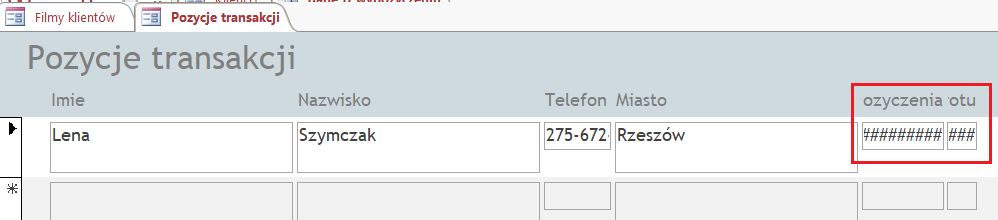 Filmy klientów
Pozycje transakcji
Pozycje transakcji
Imie Nazwisko Telefon Miasto ozyczenia otu
Lena Szymczak 275-672- Rzeszów ########## ###